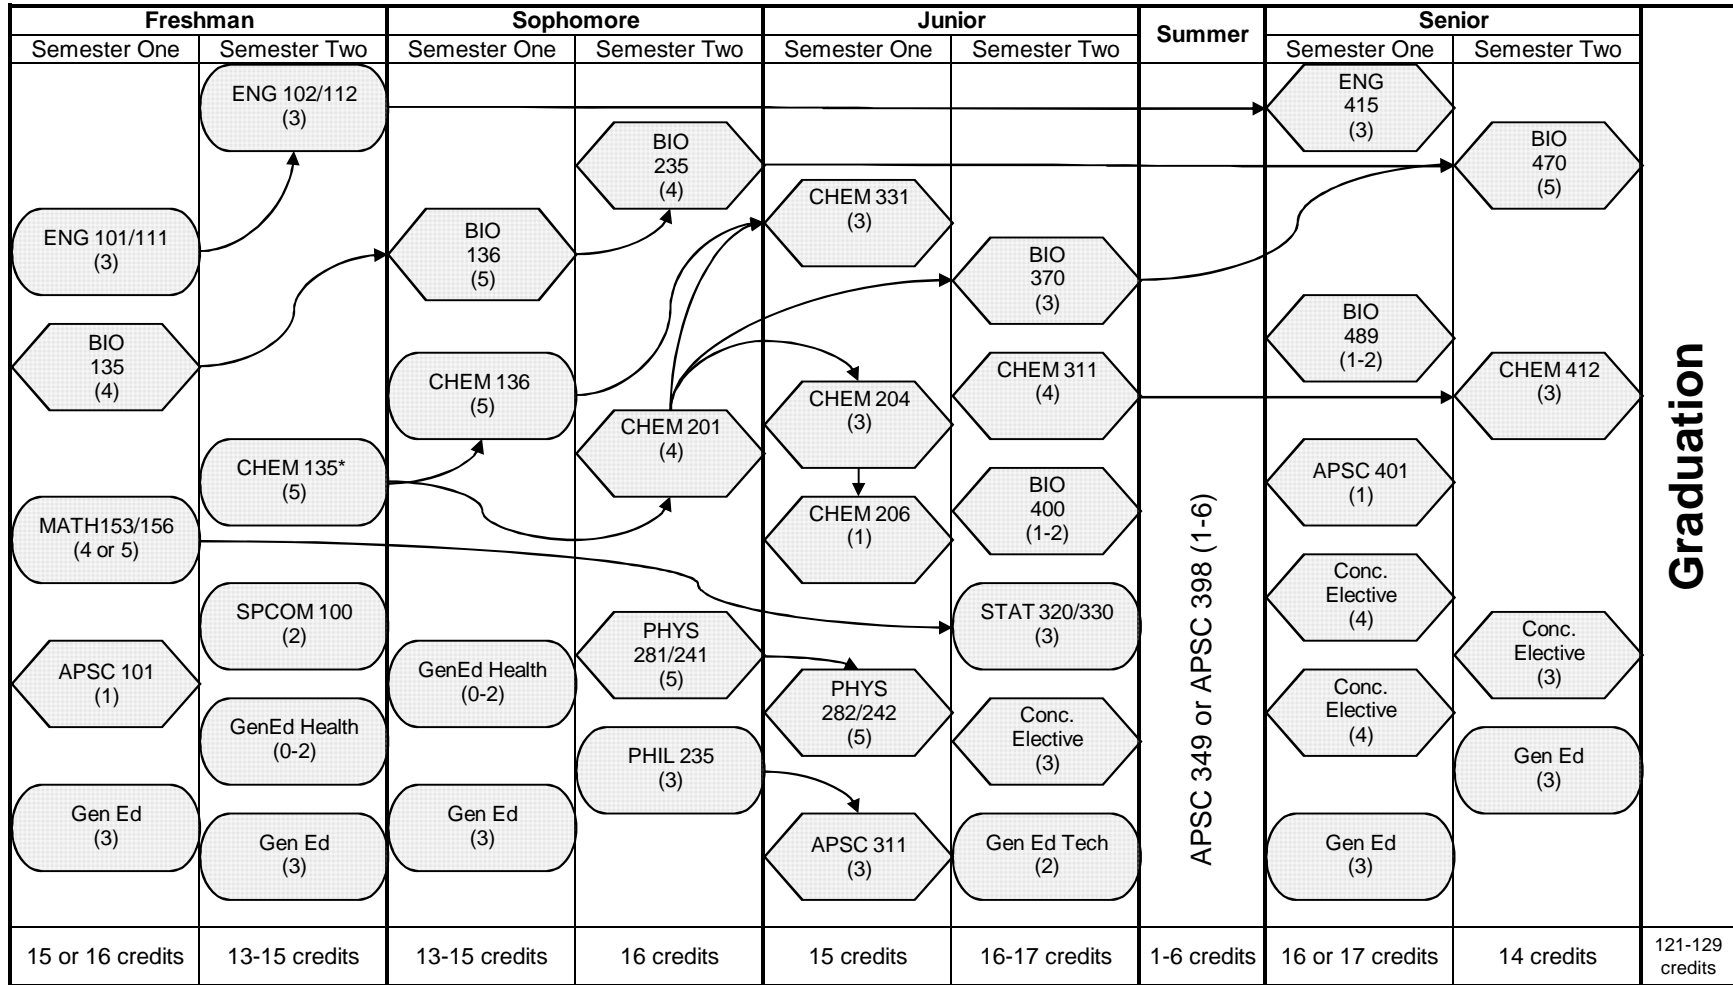 Freshman
Sophomore
Junior
Summer
Senior
Graduation
Semester One
Semester Two
Semester One
Semester Two
Semester One
Semester Two
Semester One
Semester Two
ENG 101/111
(3)
BIO
135
(4)
MATH153/156
(4 or 5)
APSC 101
(1)
Gen Ed
(3)
15 or 16 credits
ENG 102/112
(3)
CHEM 135*
(5)
SPCOM 100
(2)
GenEd Health
(0-2)
Gen Ed
(3)
13-15 credits
BIO
136
(5)
CHEM 136
(5)
GenEd Health
(0-2)
Gen Ed
(3)
13-15 credits
BIO
235
(4)
CHEM 201
(4)
PHYS
281/241
(5)
PHIL 235
(3)
16 credits
CHEM 331
(3)
CHEM 204
(3)
CHEM 206
(1)
PHYS
282/242
(5)
APSC 311
(3)
15 credits
BIO
370
(3)
CHEM 311
(4)
BIO
400
(1-2)
STAT 320/330
(3)
Conc.
Elective
(3)
Gen Ed Tech
(2)
16-17 credits
APSC 349 or APSC 398 (1-6)
1-6 credits
ENG
415
(3)
BIO
489
(1-2)
APSC 401
(1)
Conc.
Elective
(4)
Conc.
Elective
(4)
Gen Ed
(3)
16 or 17 credits
BIO
470
(5)
CHEM 412
(3)
Conc.
Elective
(3)
Gen Ed
(3)
14 credits
121-129
credits